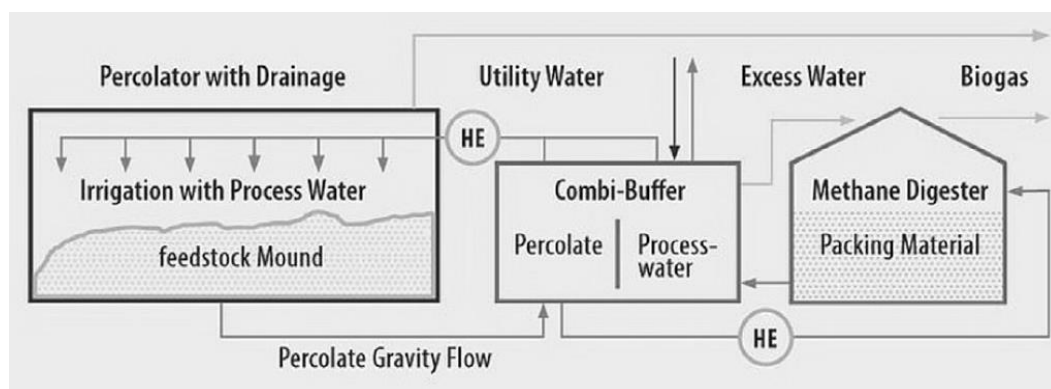 Percolator with Drainage
Utility Water
Excess Water
Biogas
HE
Irrigation with Process Water
feedstock Mound
Combi-Buffer
Percolate
Process-
water
Methane Digester
Packing Material
HE
Percolate Gravity Flow